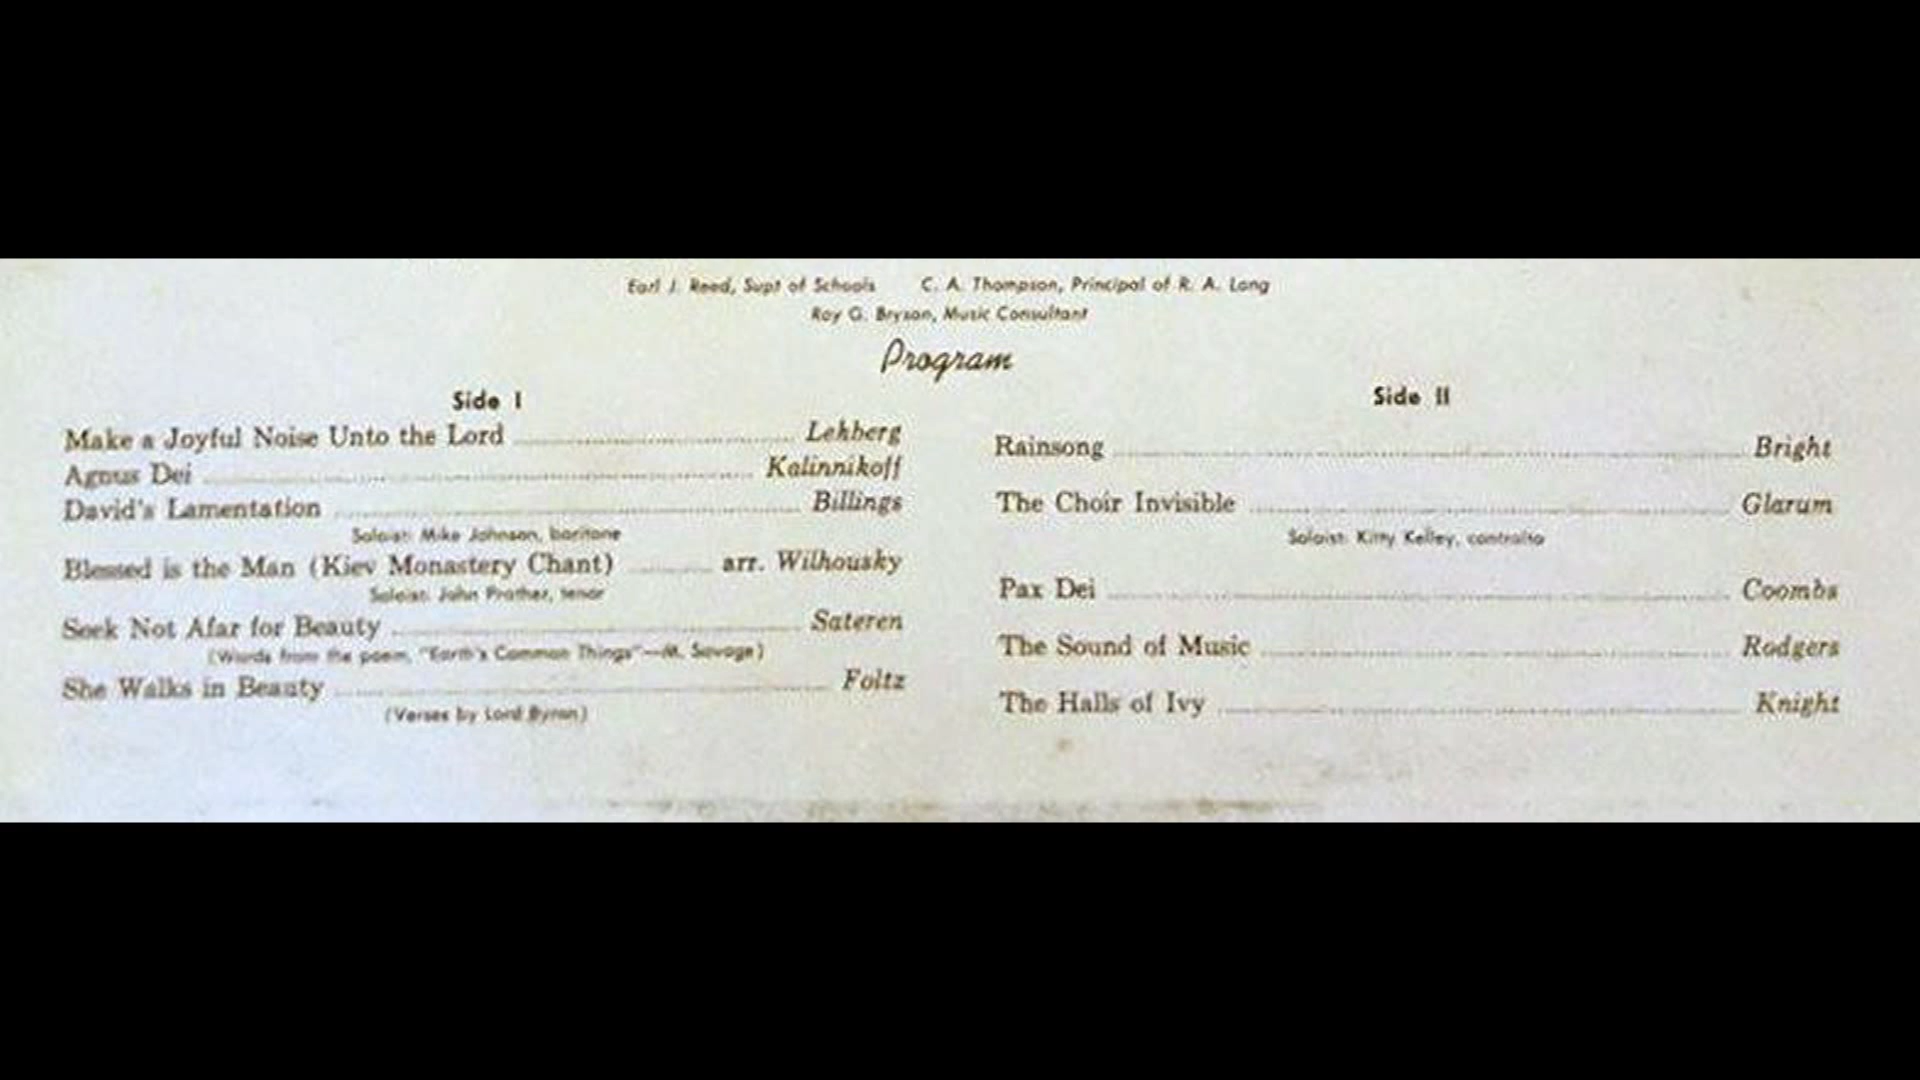 Earl J. Reed, Supt of Schools C. A. Thompson, Principal of R. A. Long
Roy G. Bryson, Music Consultant
Program
Side I
Make a Joyful Noise Unto the Lord ........ Lehberg
Agnus Dei ........ Kalinnikoff
David's Lamentation ........ Billings
Soloist: Mike Johnson, baritone
Blessed is the Man (Kiev Monastery Chant) ........ arr. Wilhousky
Soloist: John Prather, tenor
Seek Not Afar for Beauty ........ Sateren
(Words from the poem, "Earth's Common Things"—M. Savage)
She Walks in Beauty ........ Foltz
(Verses by Lord Byron)
Side II
Rainsong ........ Bright
The Choir Invisible ........ Glarum
Soloist: Kitty Kelley, contralto
Pax Dei ........ Coombs
The Sound of Music ........ Rodgers
The Halls of Ivy ........ Knight